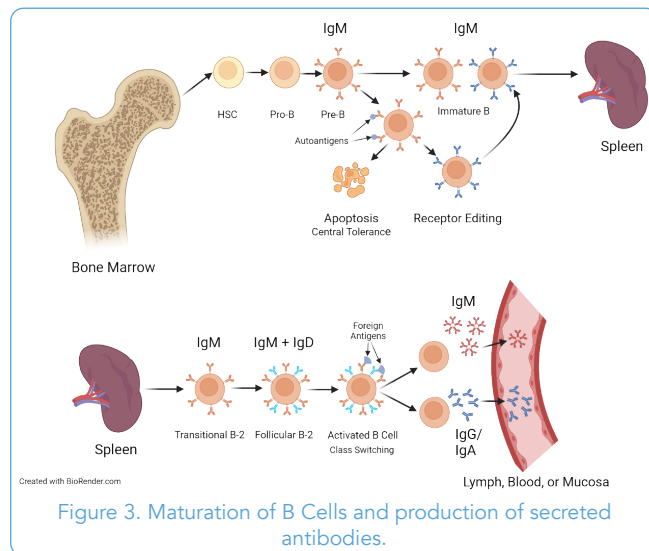 IgM
IgM
HSC
Pro-B
Pre-B
Immature B
Autoantigens
Spleen
Apoptosis
Central Tolerance
Receptor Editing
Bone Marrow
IgM
IgM
IgM + IgD
Foreign
Antigens
Transitional B-2
Follicular B-2
Activated B Cell
Class Switching
IgG/
IgA
Spleen
Created with BioRender.com
Lymph, Blood, or Mucosa
Figure 3. Maturation of B Cells and production of secreted
antibodies.